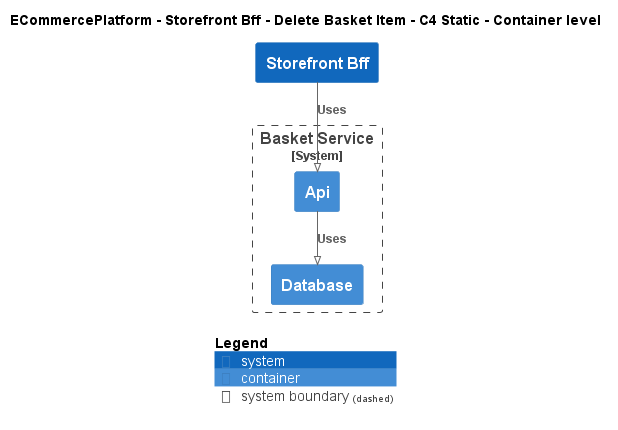 ECommercePlatform - Storefront Bff - Delete Basket Item - C4 Static - Container level
Storefront Bff
Uses
Basket Service
[System]
Api
Uses
Database
Legend
system
container
system boundary (dashed)